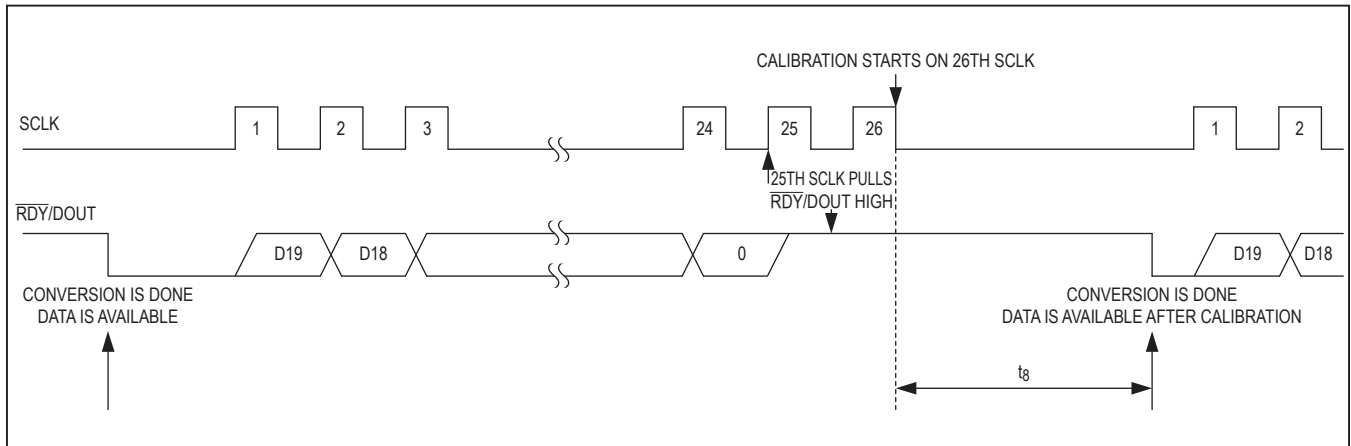 CALIBRATION STARTS ON 26TH SCLK
SCLK
1
2
3
24
25
26
1
2
25TH SCLK PULLS
RDY/DOUT HIGH
RDY/DOUT
D19
D18
0
D19
D18
CONVERSION IS DONE
DATA IS AVAILABLE
CONVERSION IS DONE
DATA IS AVAILABLE AFTER CALIBRATION
t8